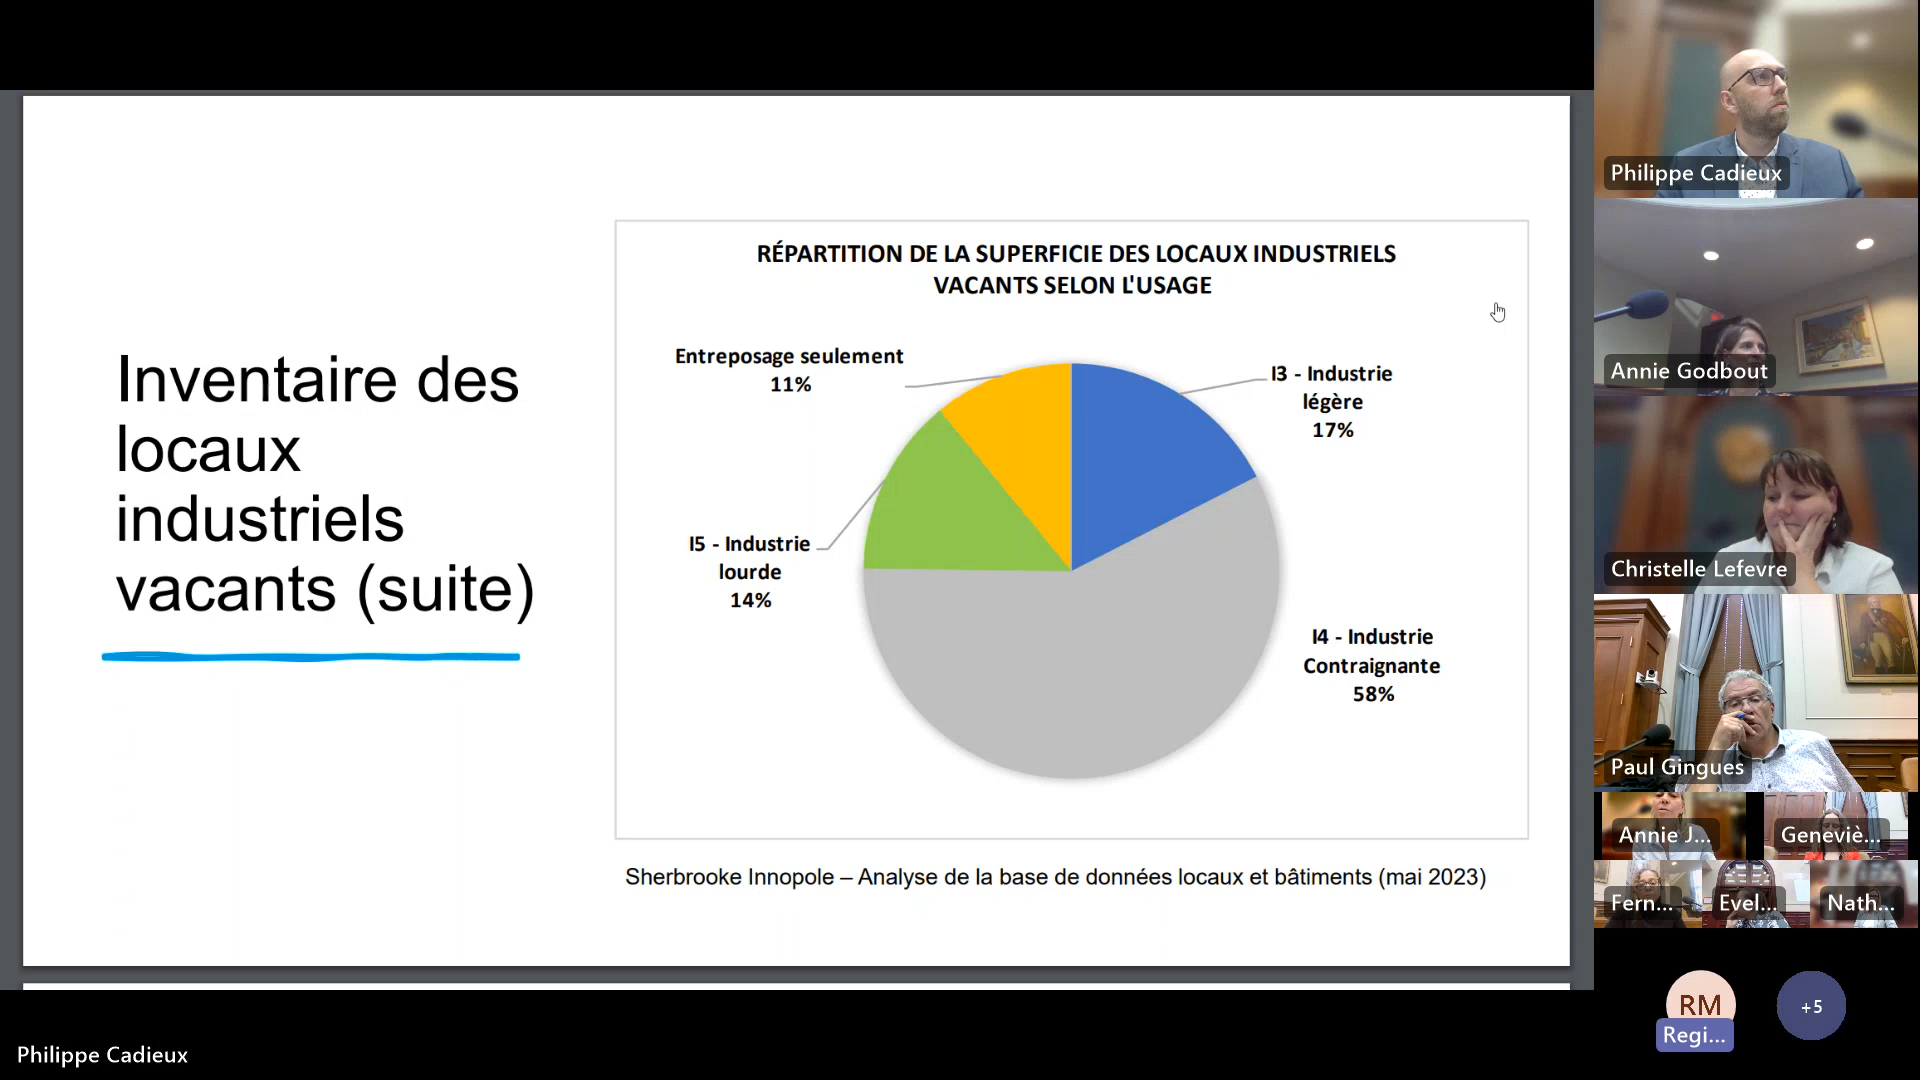 Inventaire des
locaux
industriels
vacants (suite)
RÉPARTITION DE LA SUPERFICIE DES LOCAUX INDUSTRIELS
VACANTS SELON L'USAGE
Entreposage seulement
11%
I3 - Industrie
légère
17%
I5 - Industrie
lourde
14%
I4 - Industrie
Contraignante
58%
Sherbrooke Innopole – Analyse de la base de données locaux et bâtiments (mai 2023)
Philippe Cadieux
Philippe Cadieux
Annie Godbout
Christelle Lefevre
Paul Gingues
Annie J...
Geneviè...
Fern...
Evel...
Nath...
RM
Regi...
+5